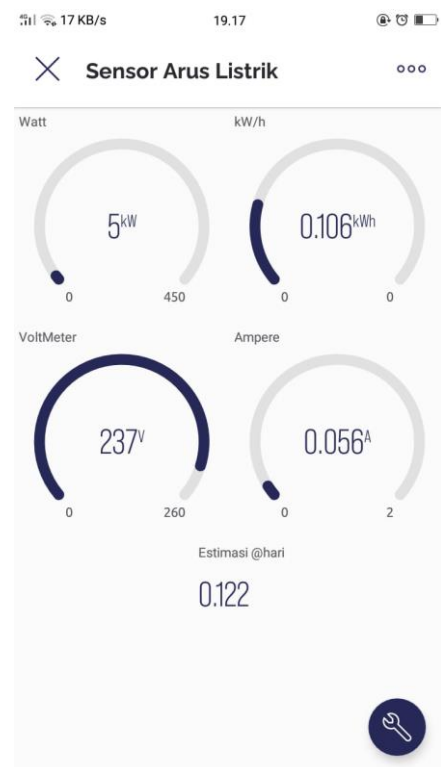 4G 17 KB/s 19.17
Sensor Arus Listrik
Watt kW/h
5kW 0.106kWh
0 450 0 0
VoltMeter Ampere
237V 0.056A
0 260 0 2
Estimasi @hari
0.122